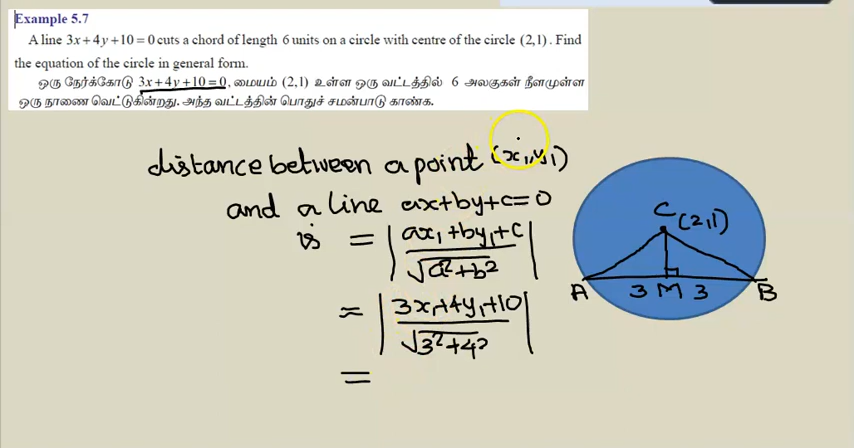 Example 5.7
A line 3x + 4y +10 = 0 cuts a chord of length 6 units on a circle with centre of the circle (2,1) . Find
the equation of the circle in general form.
ஒரு நேர்க்கோடு 3x + 4y +10 = 0, மையம் (2,1) உள்ள ஒரு வட்டத்தில் 6 அலகுகள் நீளமுள்ள
ஒரு நாணை வெட்டுகின்றது. அந்த வட்டத்தின் பொதுச் சமன்பாடு காண்க.
distance between a point (x₁,y₁)
and a line ax+by+c=0
is = |ax₁+by₁+c / √a²+b²|
= |3x₁+4y₁+10 / √3²+4²|
=
C (2,1)
A 3 M 3 B